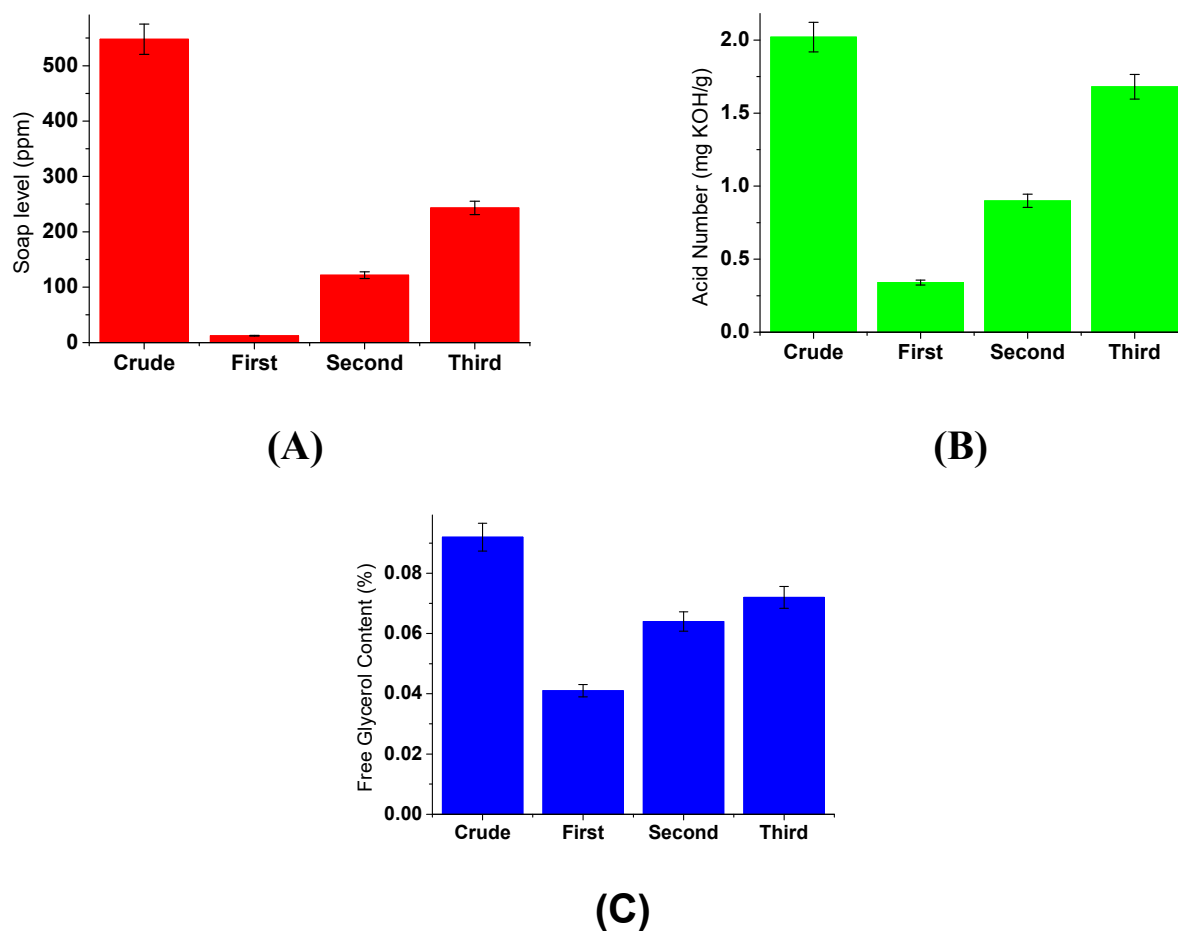 Soap level (ppm)
500
400
300
200
100
0
Crude First Second Third
(A)
Acid Number (mg KOH/g)
2.0
1.5
1.0
0.5
0.0
Crude First Second Third
(B)
Free Glycerol Content (%)
0.08
0.06
0.04
0.02
0.00
Crude First Second Third
(C)